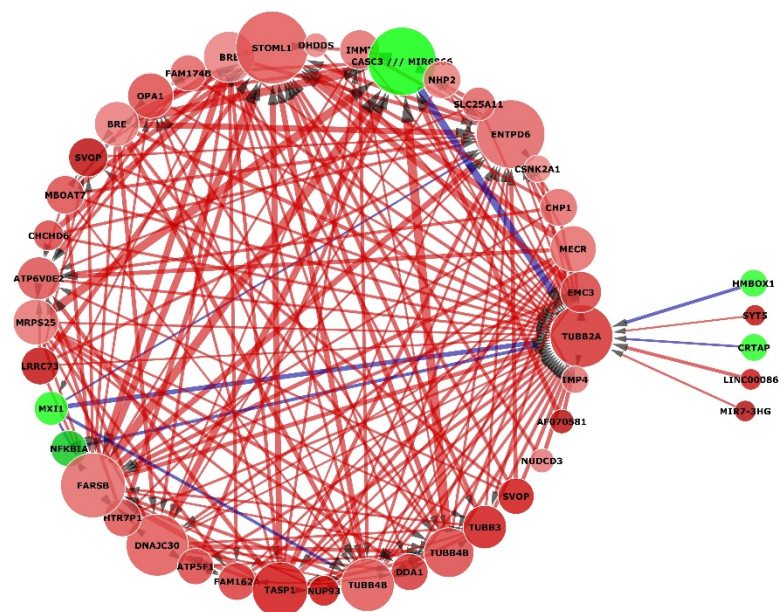 STOML1
DHDDS
IMMT
CASC3 /// MIR6866
BRE
NHP2
FAM174B
SLC25A11
OPA1
BRE
ENTPD6
SVOP
CSNK2A1
MBOAT7
CHP1
CHCHD6
MECR
ATP6V0E2
EMC3
HMBOX1
MRPS25
SYT5
TUBB2A
CRTAP
LRRC73
IMP4
LINC00086
MXI1
MIR7-3HG
AF070581
NFKBIA
NUDCD3
FARSB
SVOP
HTR7P1
TUBB3
DNAJC30
TUBB4B
ATP5F1
DDA1
FAM162A
TASP1
NUP93
TUBB4B